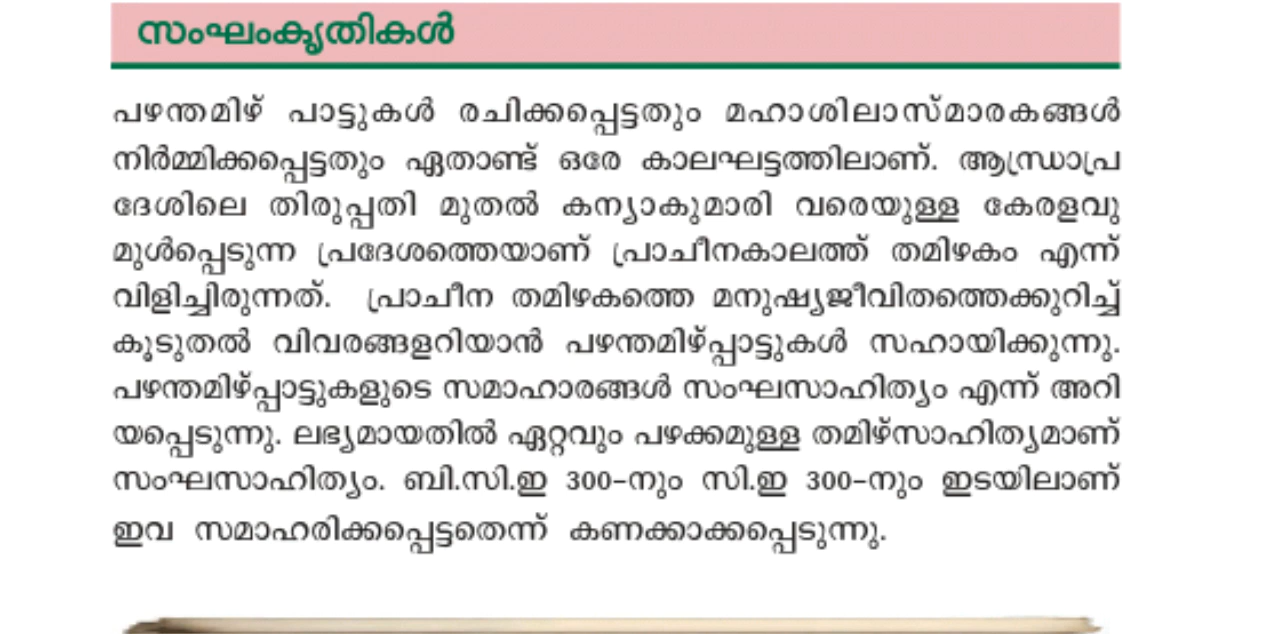 സംഘംകൃതികൾ
പഴന്തമിഴ് പാട്ടുകൾ രചിക്കപ്പെട്ടതും മഹാശിലാസ്മാരകങ്ങൾ
നിർമ്മിക്കപ്പെട്ടതും ഏതാണ്ട് ഒരേ കാലഘട്ടത്തിലാണ്. ആന്ധ്രാപ്ര
ദേശിലെ തിരുപ്പതി മുതൽ കന്യാകുമാരി വരെയുള്ള കേരളവു
മുൾപ്പെടുന്ന പ്രദേശത്തെയാണ് പ്രാചീനകാലത്ത് തമിഴകം എന്ന്
വിളിച്ചിരുന്നത്. പ്രാചീന തമിഴകത്തെ മനുഷ്യജീവിതത്തെക്കുറിച്ച്
കൂടുതൽ വിവരങ്ങളറിയാൻ പഴന്തമിഴ്പ്പാട്ടുകൾ സഹായിക്കുന്നു.
പഴന്തമിഴ്പ്പാട്ടുകളുടെ സമാഹാരങ്ങൾ സംഘസാഹിത്യം എന്ന് അറി
യപ്പെടുന്നു. ലഭ്യമായതിൽ ഏറ്റവും പഴക്കമുള്ള തമിഴ്സാഹിത്യമാണ്
സംഘസാഹിത്യം. ബി.സി.ഇ 300-നും സി.ഇ 300-നും ഇടയിലാണ്
ഇവ സമാഹരിക്കപ്പെട്ടതെന്ന് കണക്കാക്കപ്പെടുന്നു.